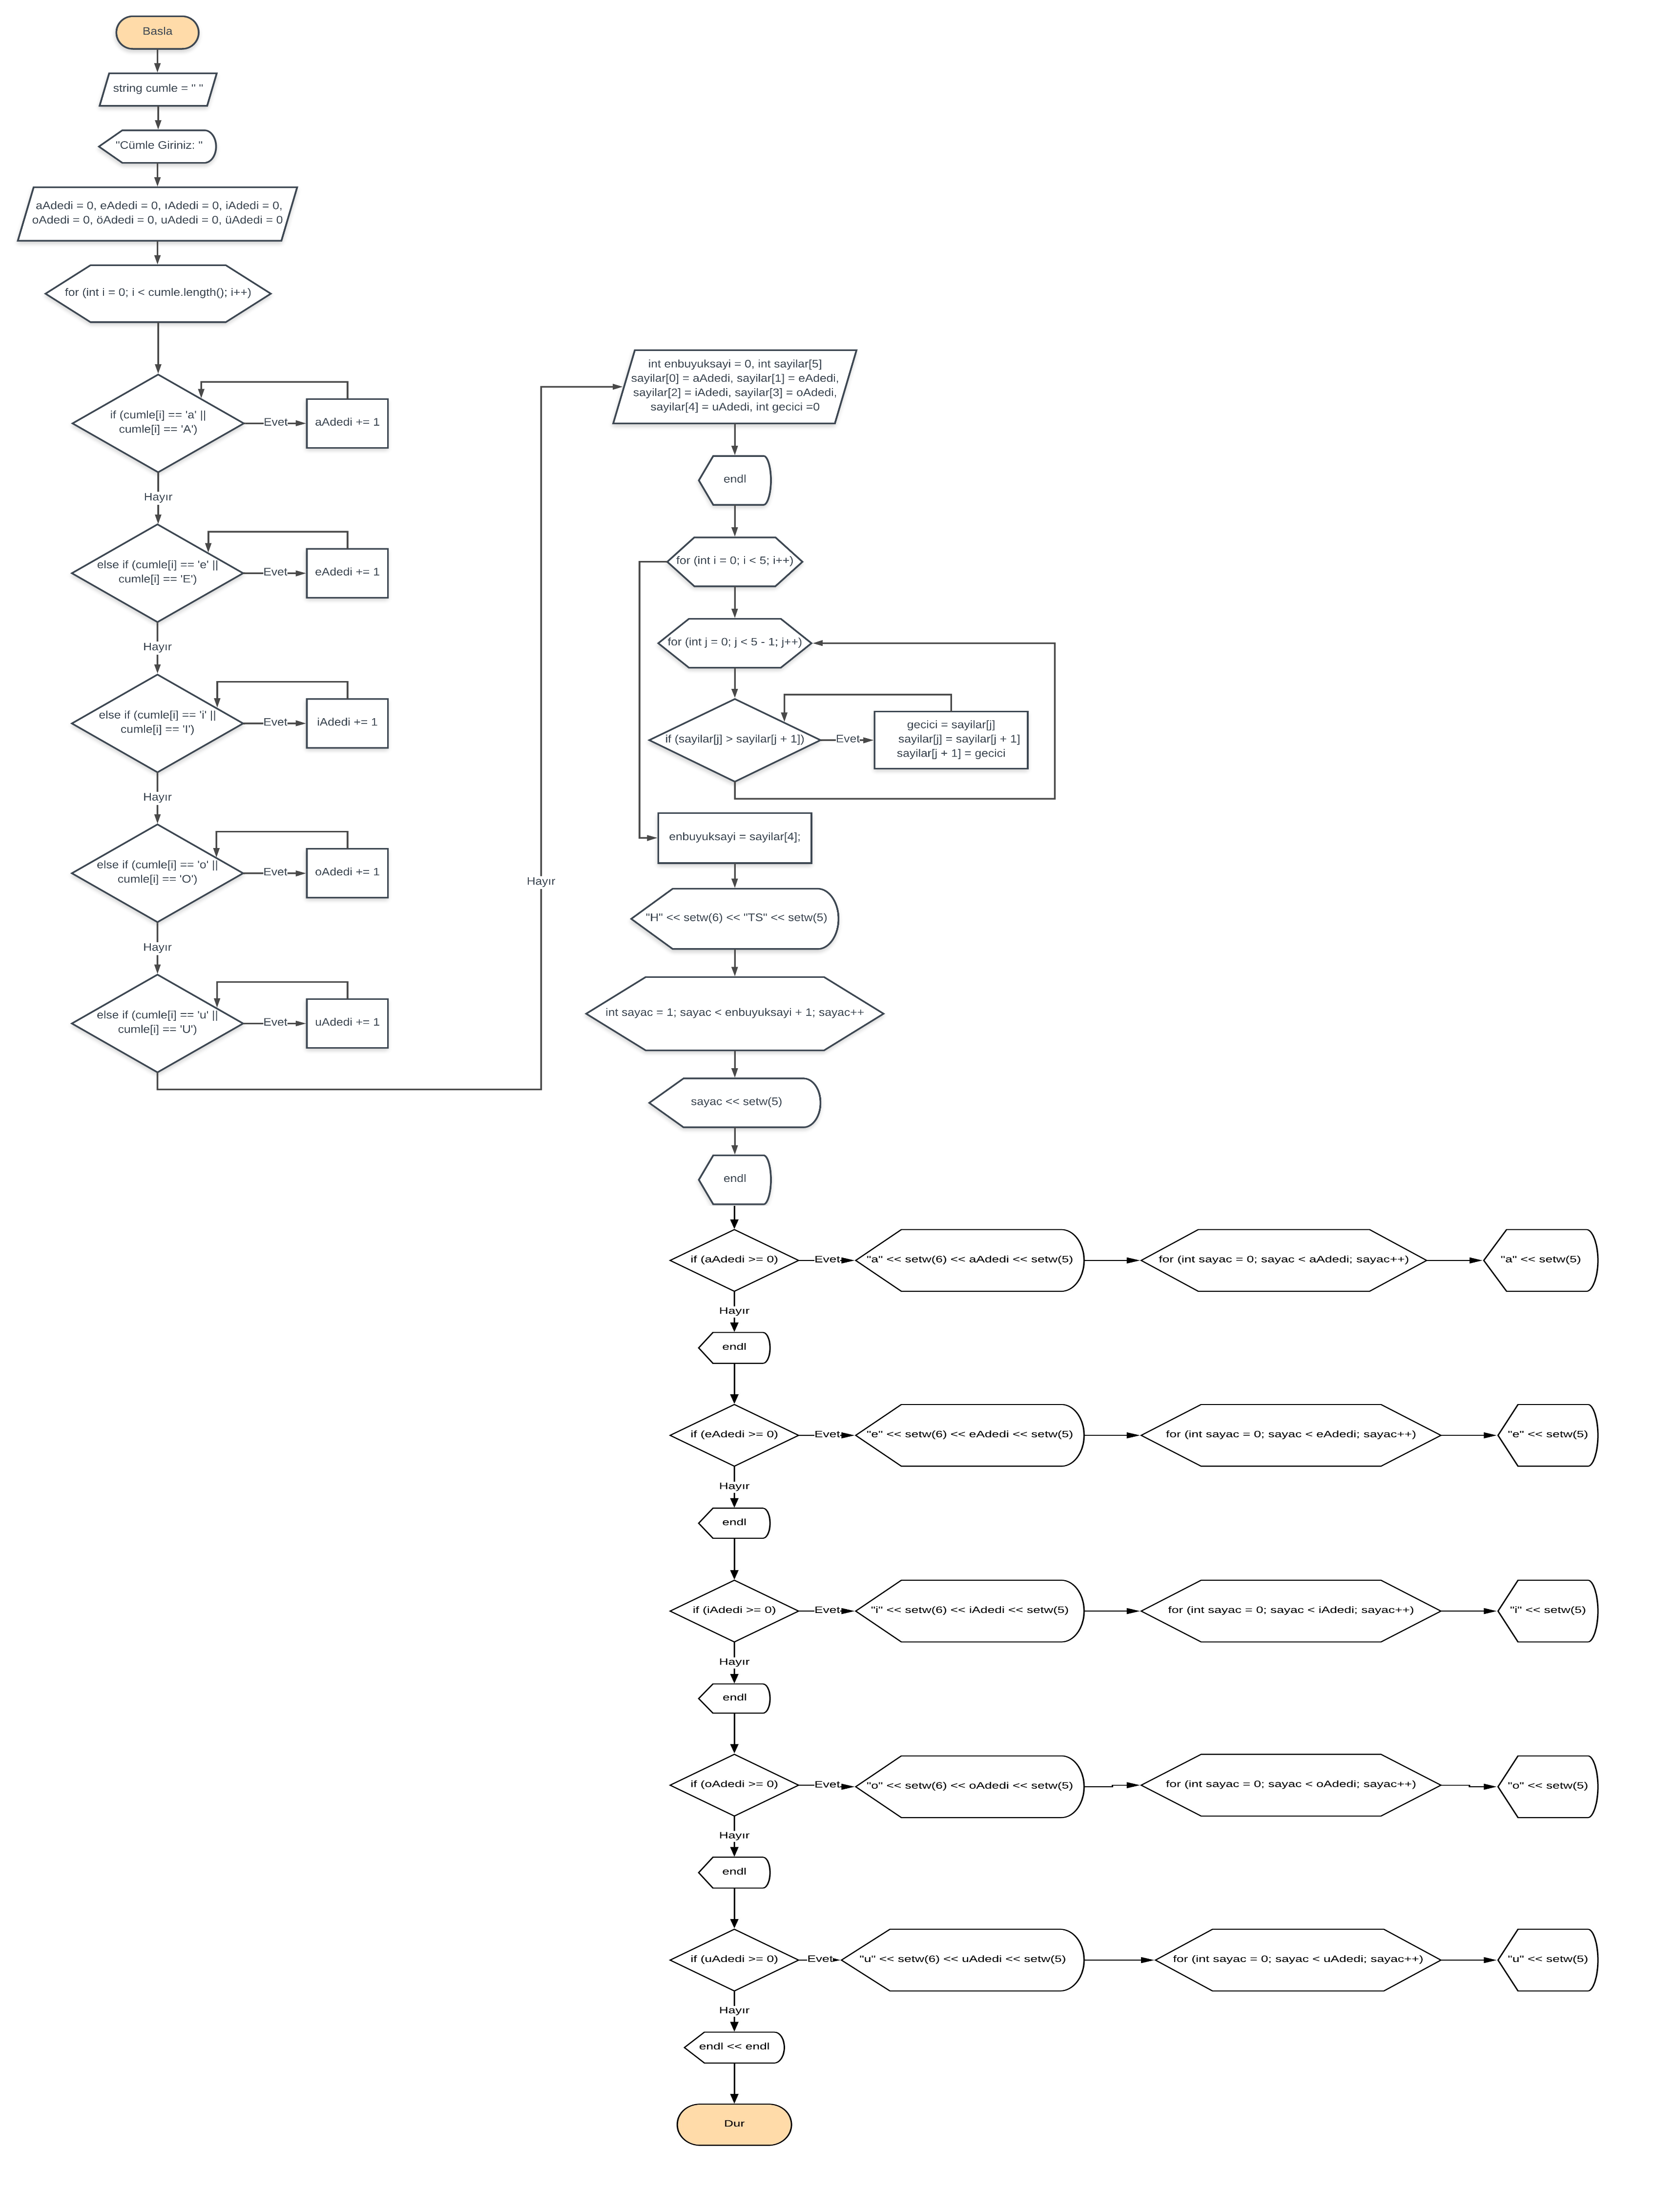 Basla
string cumle = " "
"Cümle Giriniz: "
aAdedi = 0, eAdedi = 0, ıAdedi = 0, iAdedi = 0,
oAdedi = 0, öAdedi = 0, uAdedi = 0, üAdedi = 0
for (int i = 0; i < cumle.length(); i++)
if (cumle[i] == 'a' ||
cumle[i] == 'A')
Evet
aAdedi += 1
Hayır
else if (cumle[i] == 'e' ||
cumle[i] == 'E')
Evet
eAdedi += 1
Hayır
else if (cumle[i] == 'i' ||
cumle[i] == 'I')
Evet
iAdedi += 1
Hayır
else if (cumle[i] == 'o' ||
cumle[i] == 'O')
Evet
oAdedi += 1
Hayır
else if (cumle[i] == 'u' ||
cumle[i] == 'U')
Evet
uAdedi += 1
Hayır
int enbuyuksayi = 0, int sayilar[5]
sayilar[0] = aAdedi, sayilar[1] = eAdedi,
sayilar[2] = iAdedi, sayilar[3] = oAdedi,
sayilar[4] = uAdedi, int gecici =0
endl
for (int i = 0; i < 5; i++)
for (int j = 0; j < 5 - 1; j++)
if (sayilar[j] > sayilar[j + 1])
Evet
gecici = sayilar[j]
sayilar[j] = sayilar[j + 1]
sayilar[j + 1] = gecici
enbuyuksayi = sayilar[4];
"H" << setw(6) << "TS" << setw(5)
int sayac = 1; sayac < enbuyuksayi + 1; sayac++
sayac << setw(5)
endl
if (aAdedi >= 0)
Evet
"a" << setw(6) << aAdedi << setw(5)
for (int sayac = 0; sayac < aAdedi; sayac++)
"a" << setw(5)
Hayır
endl
if (eAdedi >= 0)
Evet
"e" << setw(6) << eAdedi << setw(5)
for (int sayac = 0; sayac < eAdedi; sayac++)
"e" << setw(5)
Hayır
endl
if (iAdedi >= 0)
Evet
"i" << setw(6) << iAdedi << setw(5)
for (int sayac = 0; sayac < iAdedi; sayac++)
"i" << setw(5)
Hayır
endl
if (oAdedi >= 0)
Evet
"o" << setw(6) << oAdedi << setw(5)
for (int sayac = 0; sayac < oAdedi; sayac++)
"o" << setw(5)
Hayır
endl
if (uAdedi >= 0)
Evet
"u" << setw(6) << uAdedi << setw(5)
for (int sayac = 0; sayac < uAdedi; sayac++)
"u" << setw(5)
Hayır
endl << endl
Dur